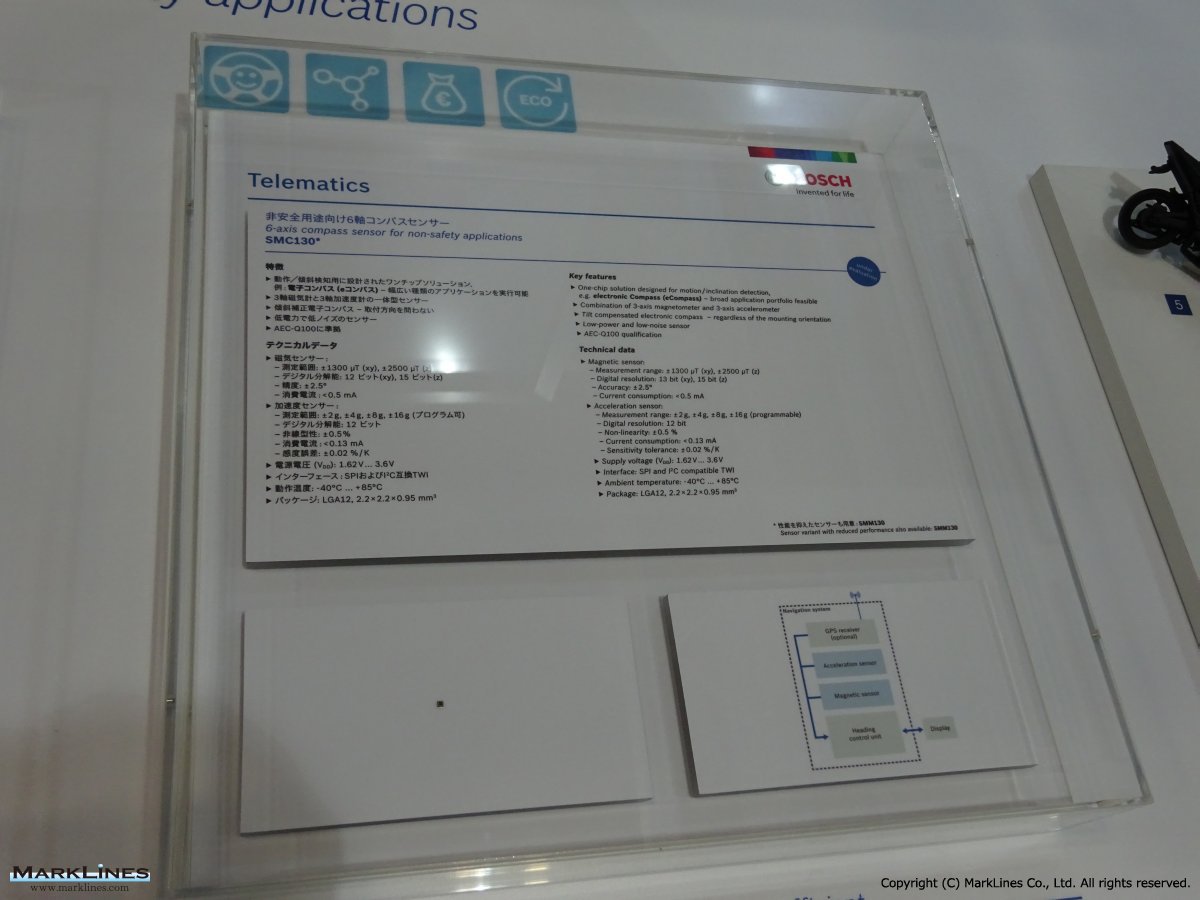 applications
€
ECO
BOSCH
Invented for life
Telematics
非安全用途向け6軸コンパスセンサー
6-axis compass sensor for non-safety applications
SMC130*
under
evaluation
特徴
▶ 動作／傾斜検知用に設計されたワンチップソリューション、
例：電子コンパス (eコンパス) – 幅広い種類のアプリケーションを実行可能
▶ 3軸磁気計と3軸加速度計の一体型センサー
▶ 傾斜補正電子コンパス – 取付方向を問わない
▶ 低電力で低ノイズのセンサー
▶ AEC-Q100に準拠
テクニカルデータ
▶ 磁気センサー：
– 測定範囲: ±1300 µT (xy), ±2500 µT (z)
– デジタル分解能: 12 ビット(xy), 15 ビット(z)
– 精度: ±2.5°
– 消費電流: <0.5 mA
▶ 加速度センサー：
– 測定範囲: ±2g, ±4g, ±8g, ±16g (プログラム可)
– デジタル分解能: 12 ビット
– 非線型性: ±0.5%
– 消費電流: <0.13 mA
– 感度誤差: ±0.02 %/K
▶ 電源電圧 (VDD): 1.62V... 3.6V
▶ インターフェース：SPIおよびI²C互換TWI
▶ 動作温度: -40°C ... +85°C
▶ パッケージ: LGA12, 2.2×2.2×0.95 mm³
Key features
▶ One-chip solution designed for motion/inclination detection,
e.g. electronic Compass (eCompass) – broad application portfolio feasible
▶ Combination of 3-axis magnetometer and 3-axis accelerometer
▶ Tilt compensated electronic compass – regardless of the mounting orientation
▶ Low-power and low-noise sensor
▶ AEC-Q100 qualification
Technical data
▶ Magnetic sensor:
– Measurement range: ±1300 µT (xy), ±2500 µT (z)
– Digital resolution: 13 bit (xy), 15 bit (z)
– Accuracy: ±2.5°
– Current consumption: <0.5 mA
▶ Acceleration sensor:
– Measurement range: ±2g, ±4g, ±8g, ±16g (programmable)
– Digital resolution: 12 bit
– Non-linearity: ±0.5 %
– Current consumption: <0.13 mA
– Sensitivity tolerance: ±0.02 %/K
▶ Supply voltage (VDD): 1.62V... 3.6V
▶ Interface: SPI and I²C compatible TWI
▶ Ambient temperature: -40°C ... +85°C
▶ Package: LGA12, 2.2×2.2×0.95 mm³
* 性能を抑えたセンサーも用意：SMM130
Sensor variant with reduced performance also available: SMM130
5
Navigation system
GPS receiver
(optional)
Acceleration sensor
Magnetic sensor
Heading
control unit
Display
MARKLINES
www.marklines.com
Copyright (C) MarkLines Co., Ltd. All rights reserved.